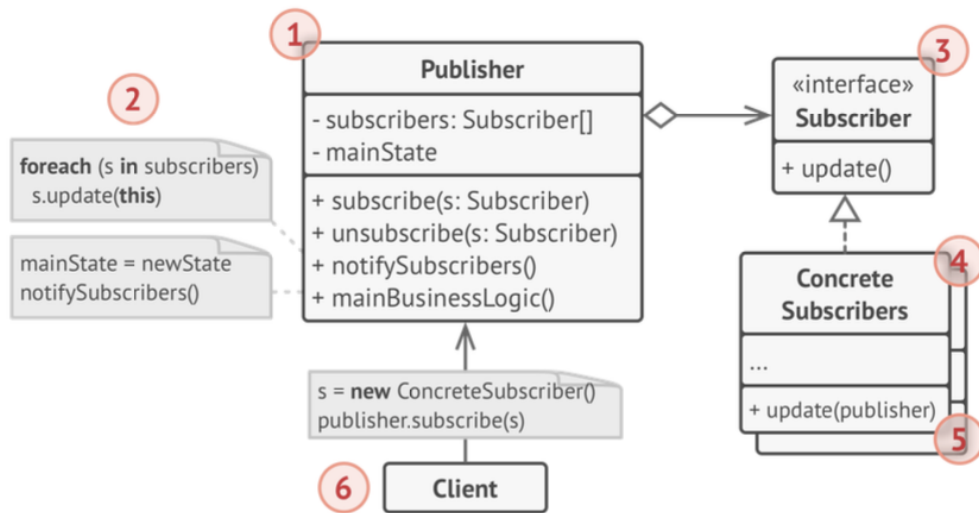 1
Publisher
- subscribers: Subscriber[]
- mainState
+ subscribe(s: Subscriber)
+ unsubscribe(s: Subscriber)
+ notifySubscribers()
+ mainBusinessLogic()
2
foreach (s in subscribers)
s.update(this)
mainState = newState
notifySubscribers()
3
«interface»
Subscriber
+ update()
4
Concrete
Subscribers
...
+ update(publisher)
5
s = new ConcreteSubscriber()
publisher.subscribe(s)
6
Client